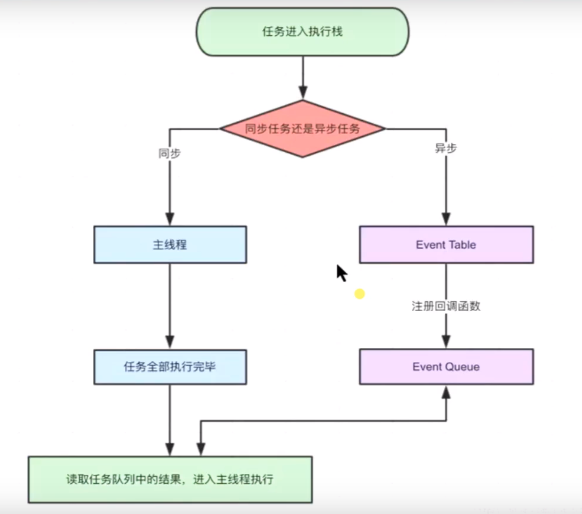 任务进入执行栈
同步任务还是异步任务
同步
异步
主线程
Event Table
注册回调函数
任务全部执行完毕
Event Queue
读取任务队列中的结果，进入主线程执行